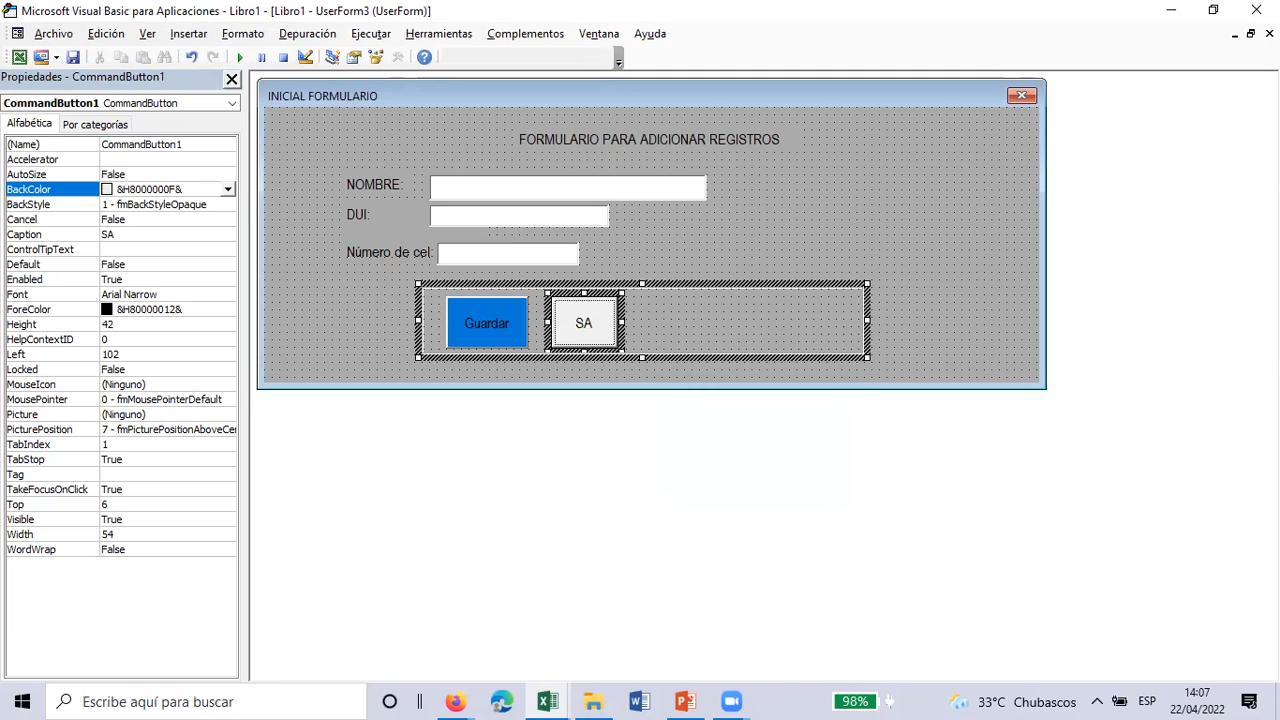 Microsoft Visual Basic para Aplicaciones - Libro1 - [Libro1 - UserForm3 (UserForm)]
Archivo Edición Ver Insertar Formato Depuración Ejecutar Herramientas Complementos Ventana Ayuda
Propiedades - CommandButton1
CommandButton1 CommandButton
Alfabética Por categorías
(Name) CommandButton1
Accelerator
AutoSize False
BackColor &H8000000F&
BackStyle 1 - fmBackStyleOpaque
Cancel False
Caption SA
ControlTipText
Default False
Enabled True
Font Arial Narrow
ForeColor &H80000012&
Height 42
HelpContextID 0
Left 102
Locked False
MouseIcon (Ninguno)
MousePointer 0 - fmMousePointerDefault
Picture (Ninguno)
PicturePosition 7 - fmPicturePositionAboveCe
TabIndex 1
TabStop True
Tag
TakeFocusOnClick True
Top 6
Visible True
Width 54
WordWrap False
INICIAL FORMULARIO
FORMULARIO PARA ADICIONAR REGISTROS
NOMBRE:
DUI:
Número de cel:
Guardar SA
Escribe aquí para buscar
98%
33°C Chubascos
ESP
14:07
22/04/2022